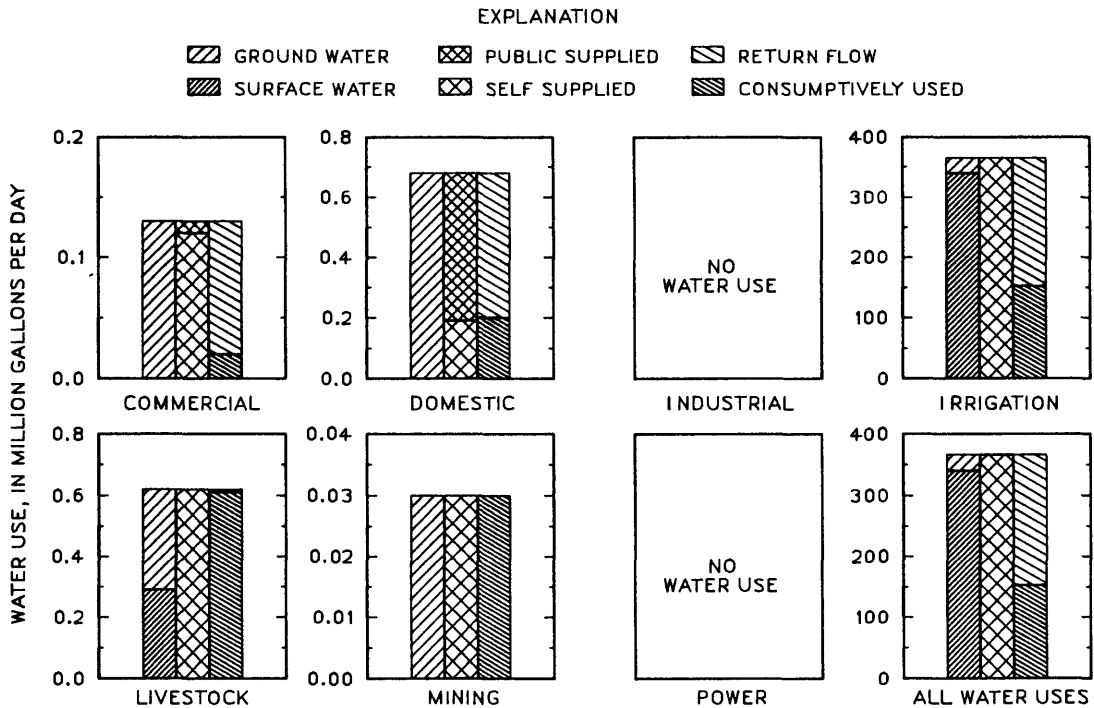 EXPLANATION
GROUND WATER PUBLIC SUPPLIED RETURN FLOW
SURFACE WATER SELF SUPPLIED CONSUMPTIVELY USED
WATER USE, IN MILLION GALLONS PER DAY
0.2
0.1
0.0
COMMERCIAL
0.8
0.6
0.4
0.2
0.0
DOMESTIC
NO
WATER USE
INDUSTRIAL
400
300
200
100
0
IRRIGATION
0.8
0.6
0.4
0.2
0.0
LIVESTOCK
0.04
0.03
0.02
0.01
0.00
MINING
NO
WATER USE
POWER
400
300
200
100
0
ALL WATER USES